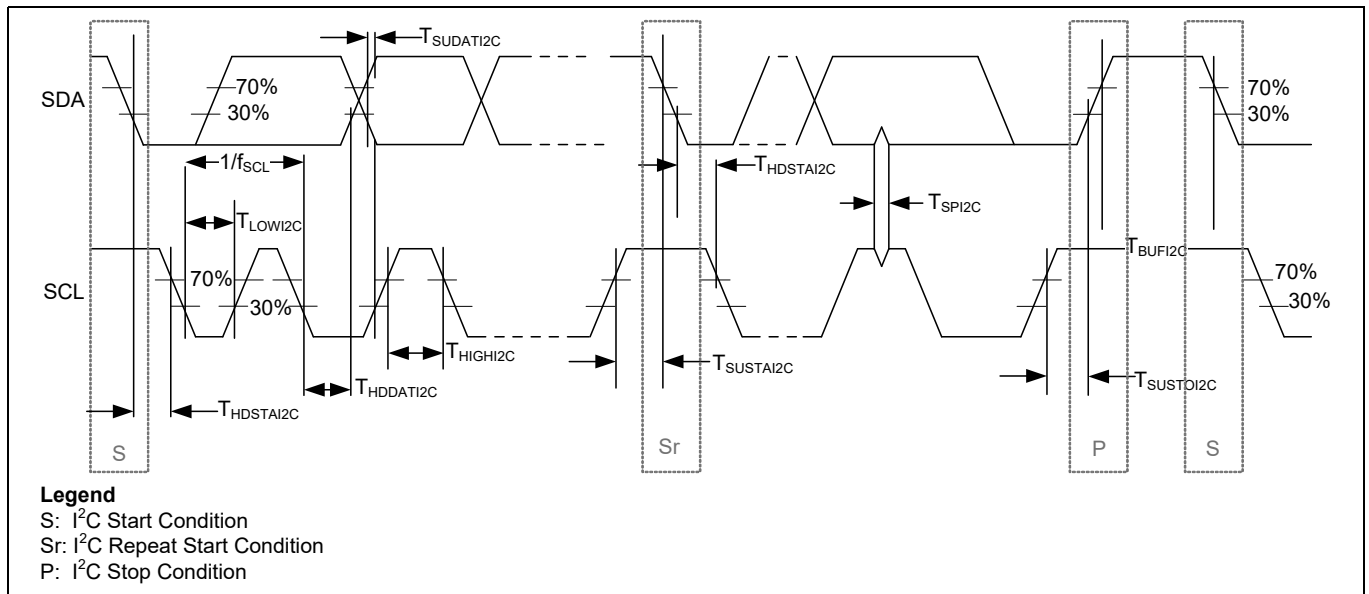 T_SUDATI2C
SDA
70%
30%
70%
30%
1/f_SCL
T_HDSTAI2C
T_LOWI2C
T_SPI2C
T_BUFI2C
SCL
70%
30%
70%
30%
T_HIGHI2C
T_SUSTAI2C
T_HDDATI2C
T_SUSTOI2C
T_HDSTAI2C
S
Sr
P
S
Legend
S: I²C Start Condition
Sr: I²C Repeat Start Condition
P: I²C Stop Condition